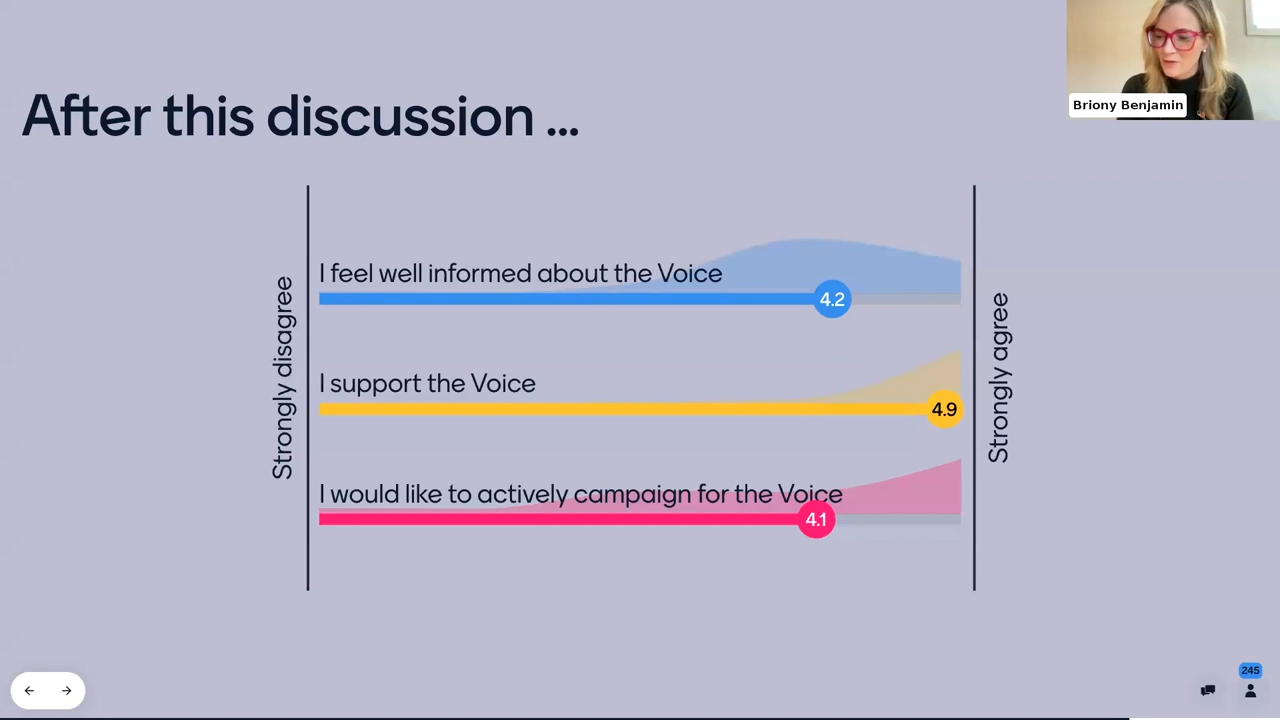 Briony Benjamin
After this discussion ...
Strongly disagree
I feel well informed about the Voice
4.2
I support the Voice
4.9
I would like to actively campaign for the Voice
4.1
Strongly agree
245